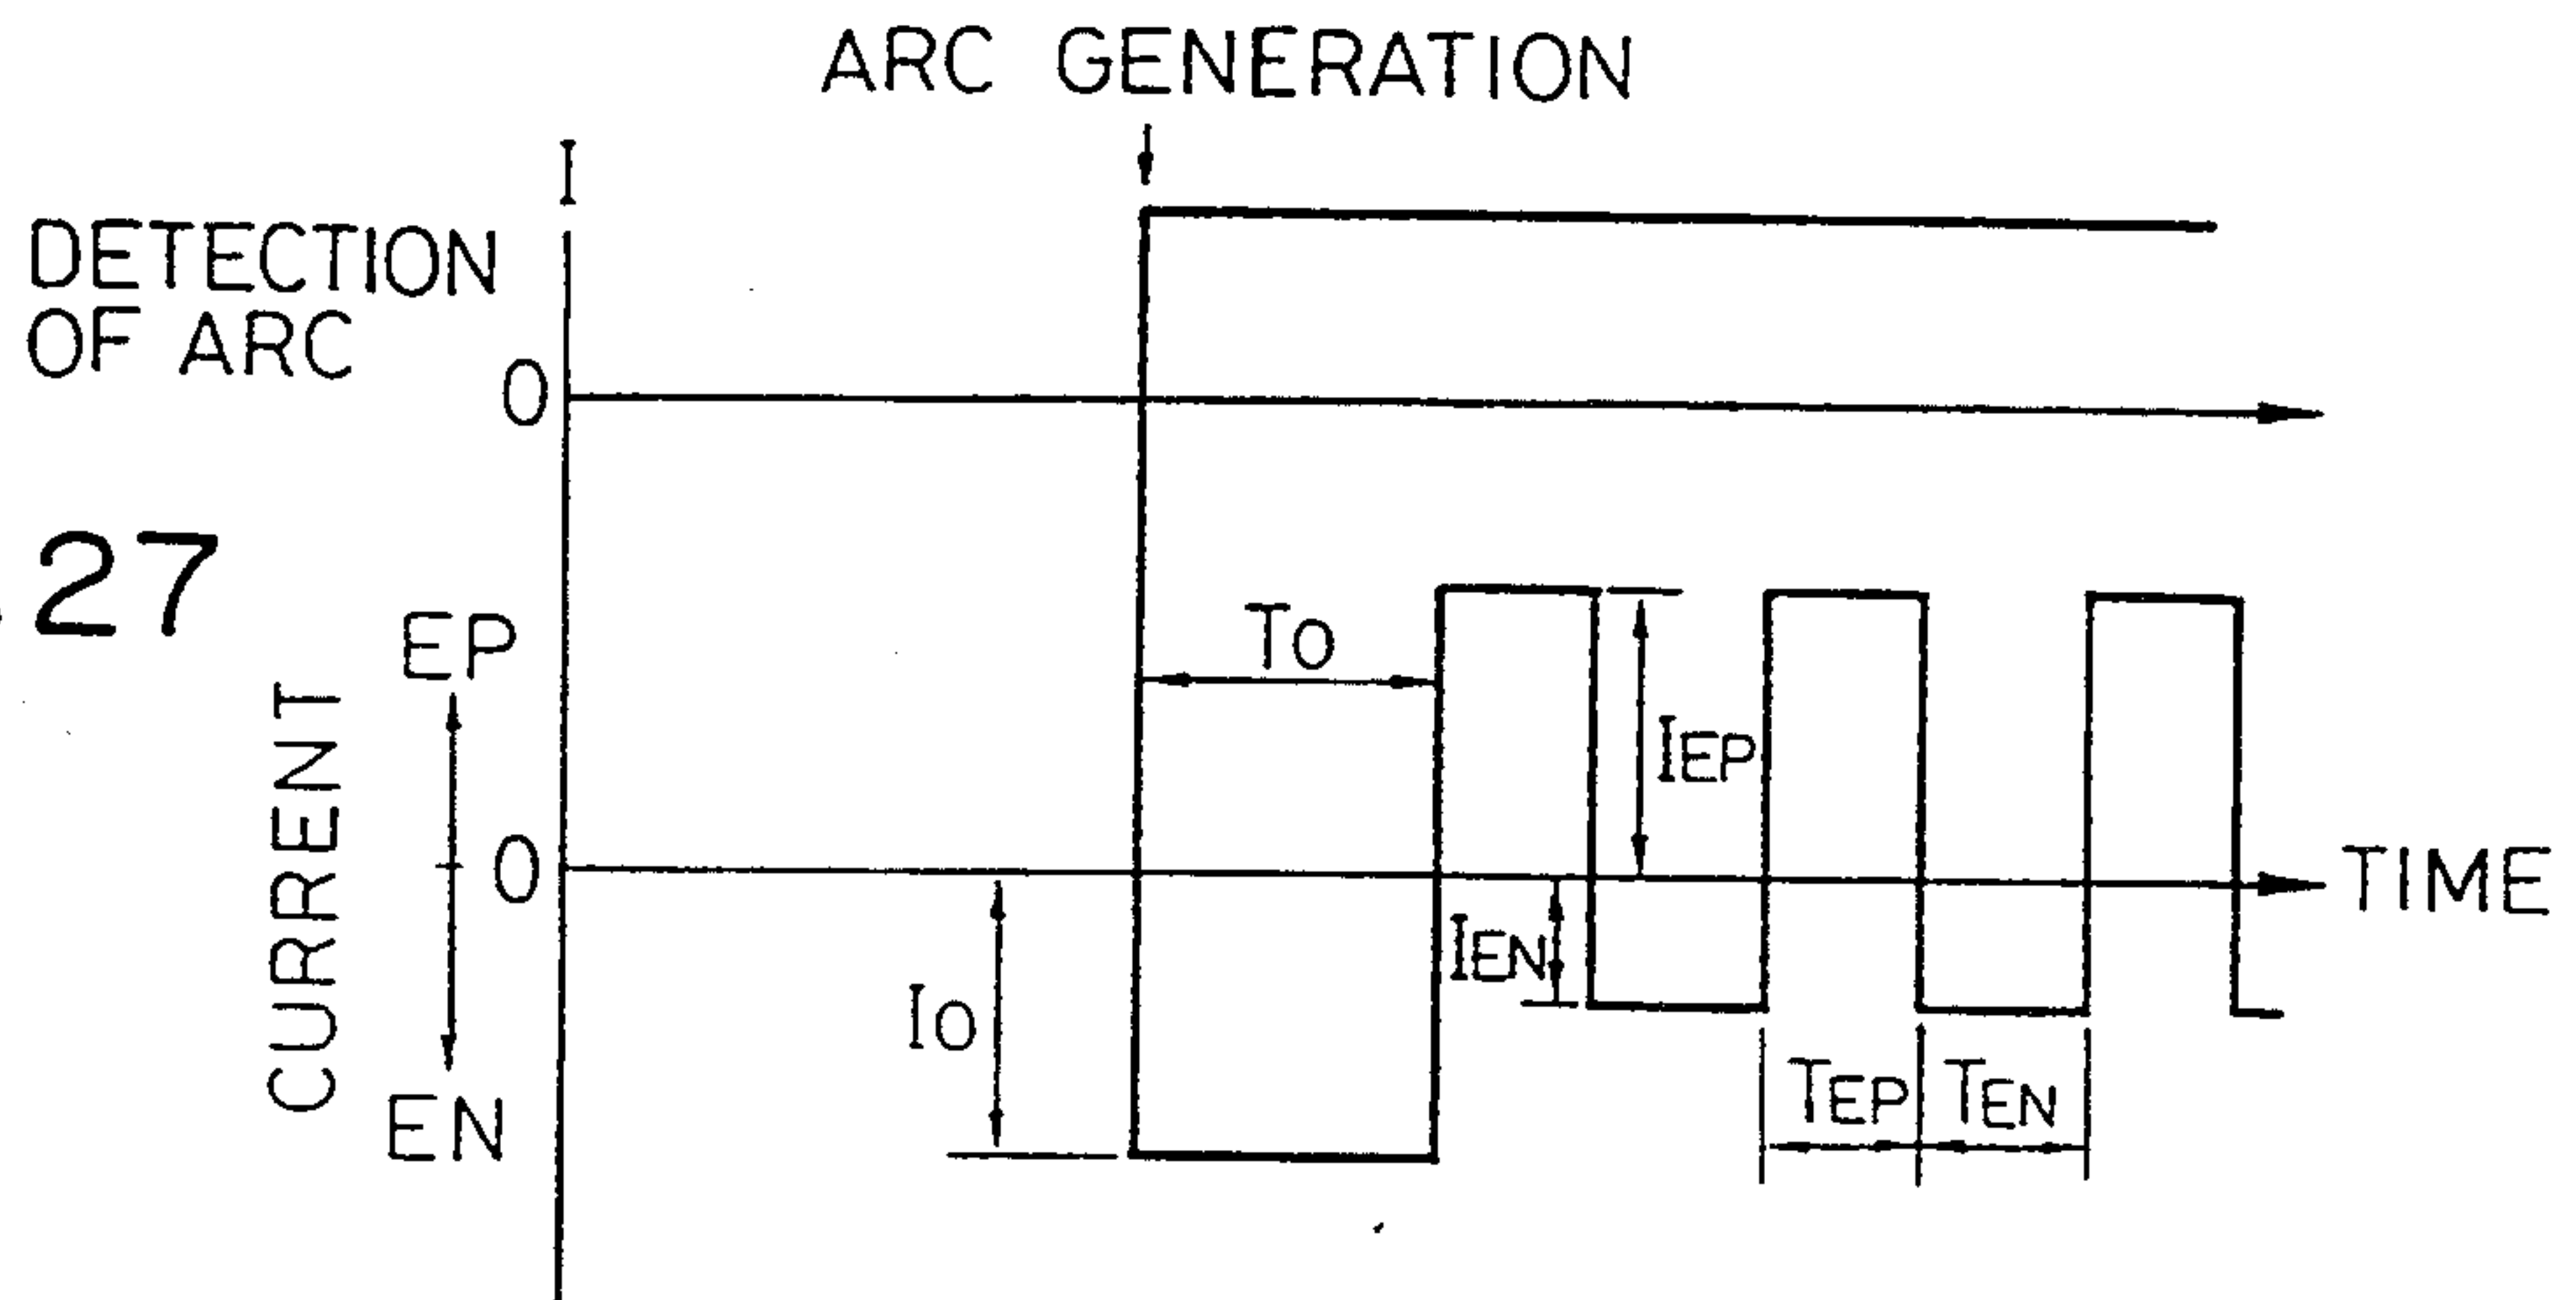 ARC GENERATION
I
DETECTION
OF ARC
0
27
EP
CURRENT
0
EN
TO
IEP
IEN
IO
TIME
TEP
TEN